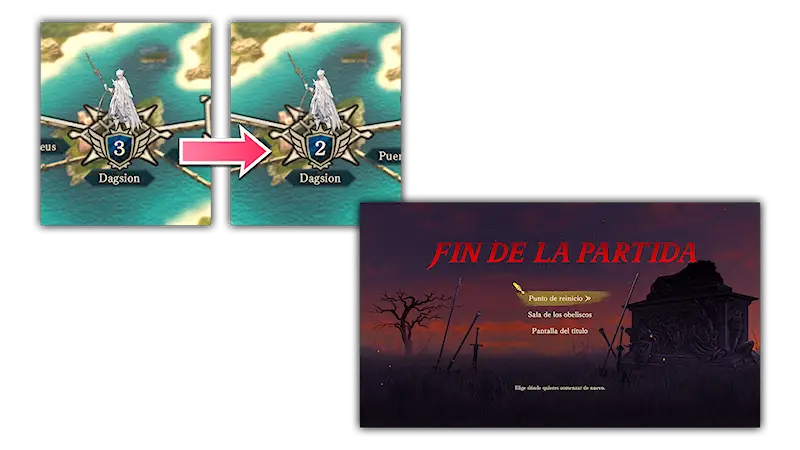 eus
3
Dagsion
2
Puer
Dagsion
FIN DE LA PARTIDA
Punto de reinicio
Sala de los obeliscos
Pantalla del título
Elige dónde quieres comenzar de nuevo.